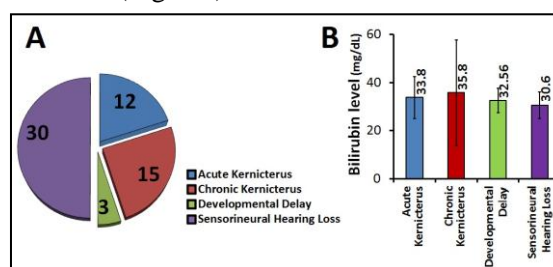 A
12
30
15
3
Acute Kernicterus
Chronic Kernicterus
Developmental Delay
Sensorineural Hearing Loss
B
Bilirubin level (mg/dL)
60
40
20
0
33.8
35.8
32.56
30.6
Acute
Kernicterus
Chronic
Kernicterus
Developmental
Delay
Sensorineural
Hearing Loss